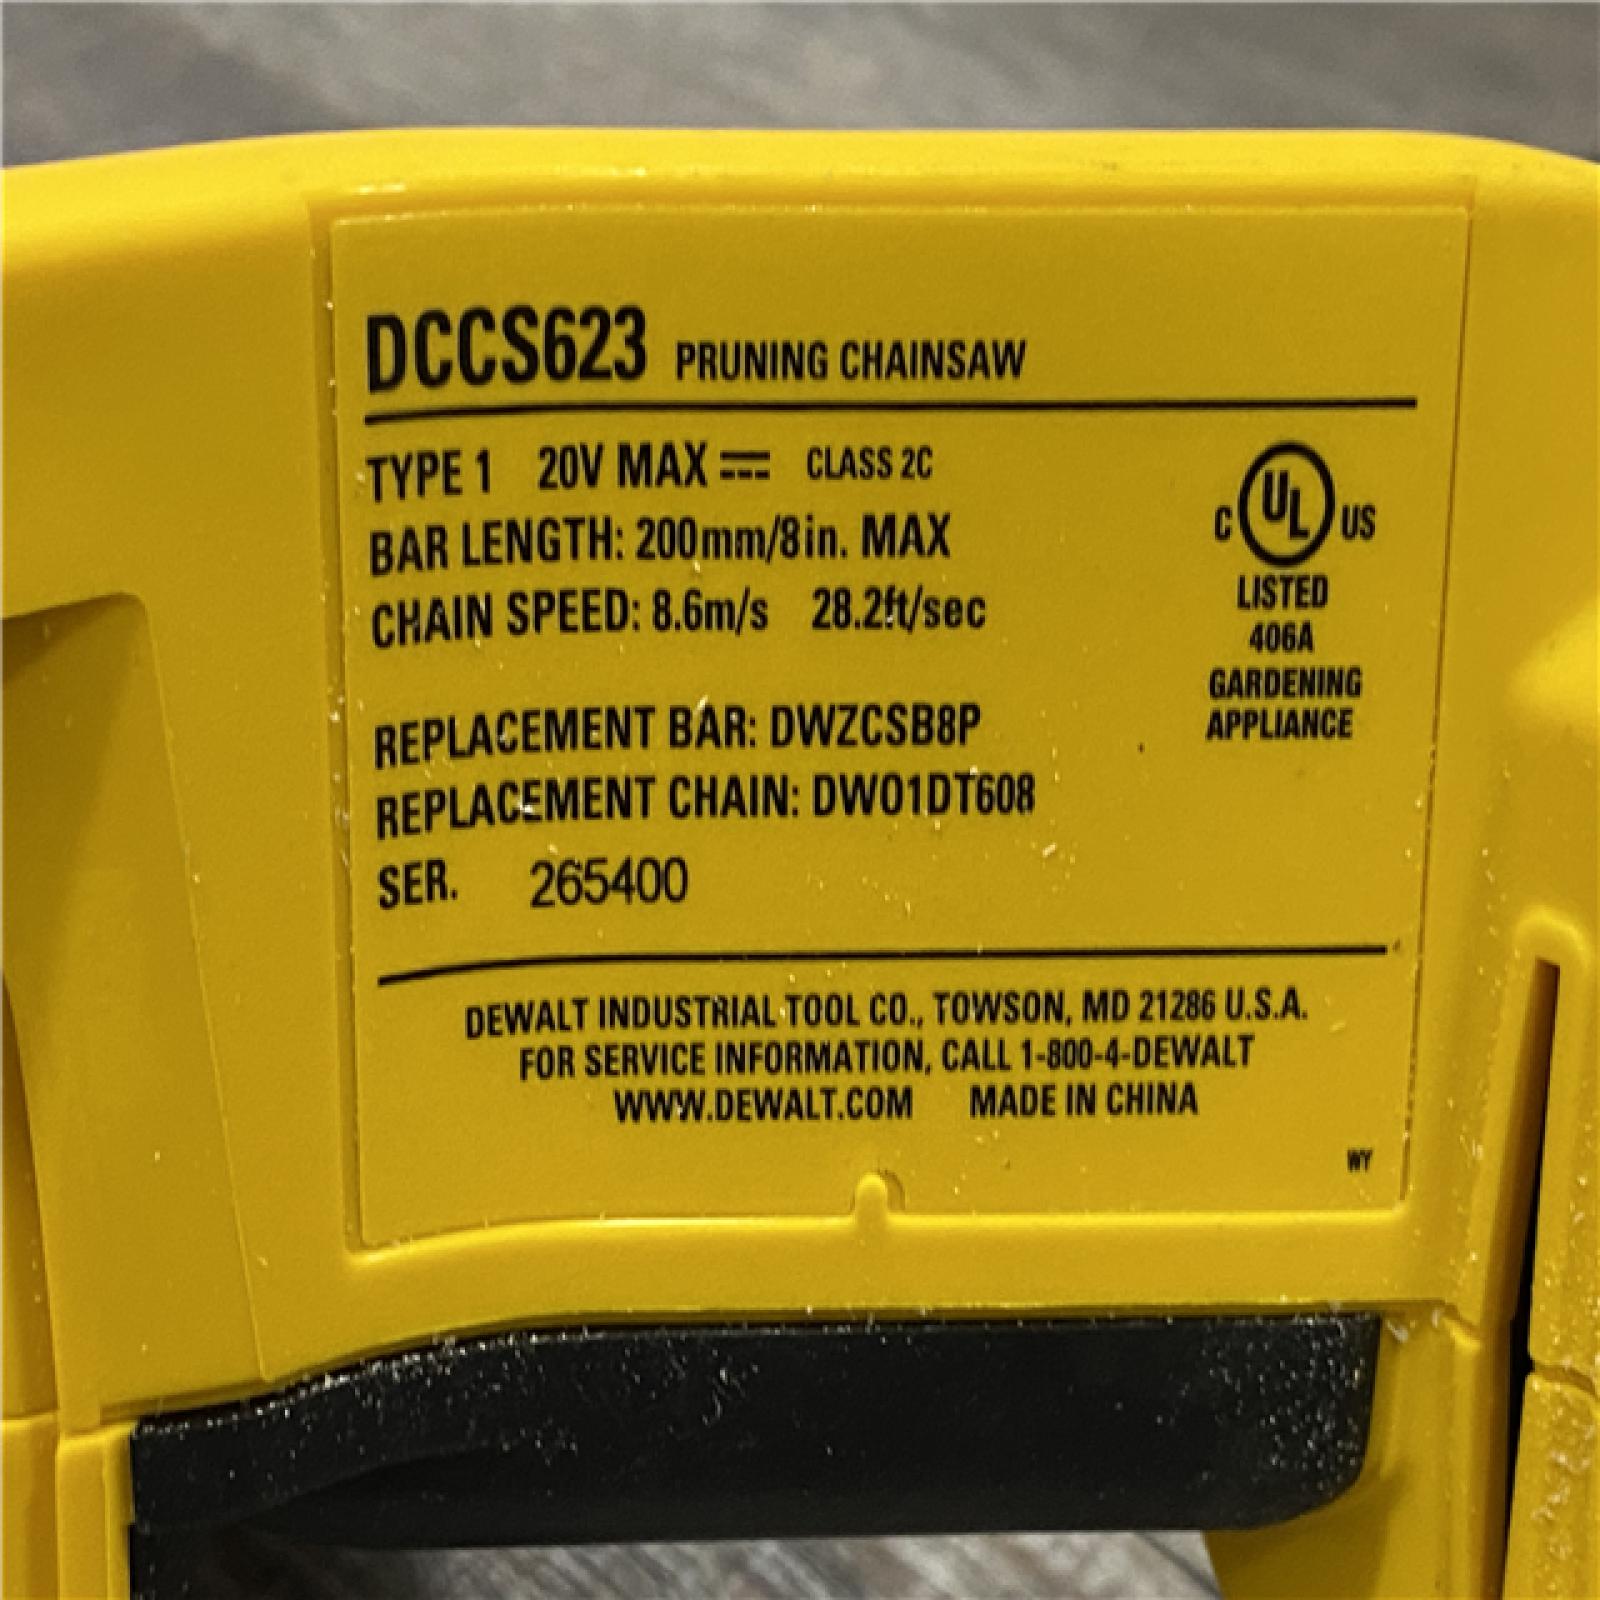 DCCS623 PRUNING CHAINSAW
TYPE 1 20V MAX ⎓ CLASS 2C
BAR LENGTH: 200mm/8in. MAX
CHAIN SPEED: 8.6m/s 28.2ft/sec
C UL US
LISTED
406A
GARDENING
APPLIANCE
REPLACEMENT BAR: DWZCSB8P
REPLACEMENT CHAIN: DWO1DT608
SER. 265400
DEWALT INDUSTRIAL TOOL CO., TOWSON, MD 21286 U.S.A.
FOR SERVICE INFORMATION, CALL 1-800-4-DEWALT
WWW.DEWALT.COM MADE IN CHINA
WY